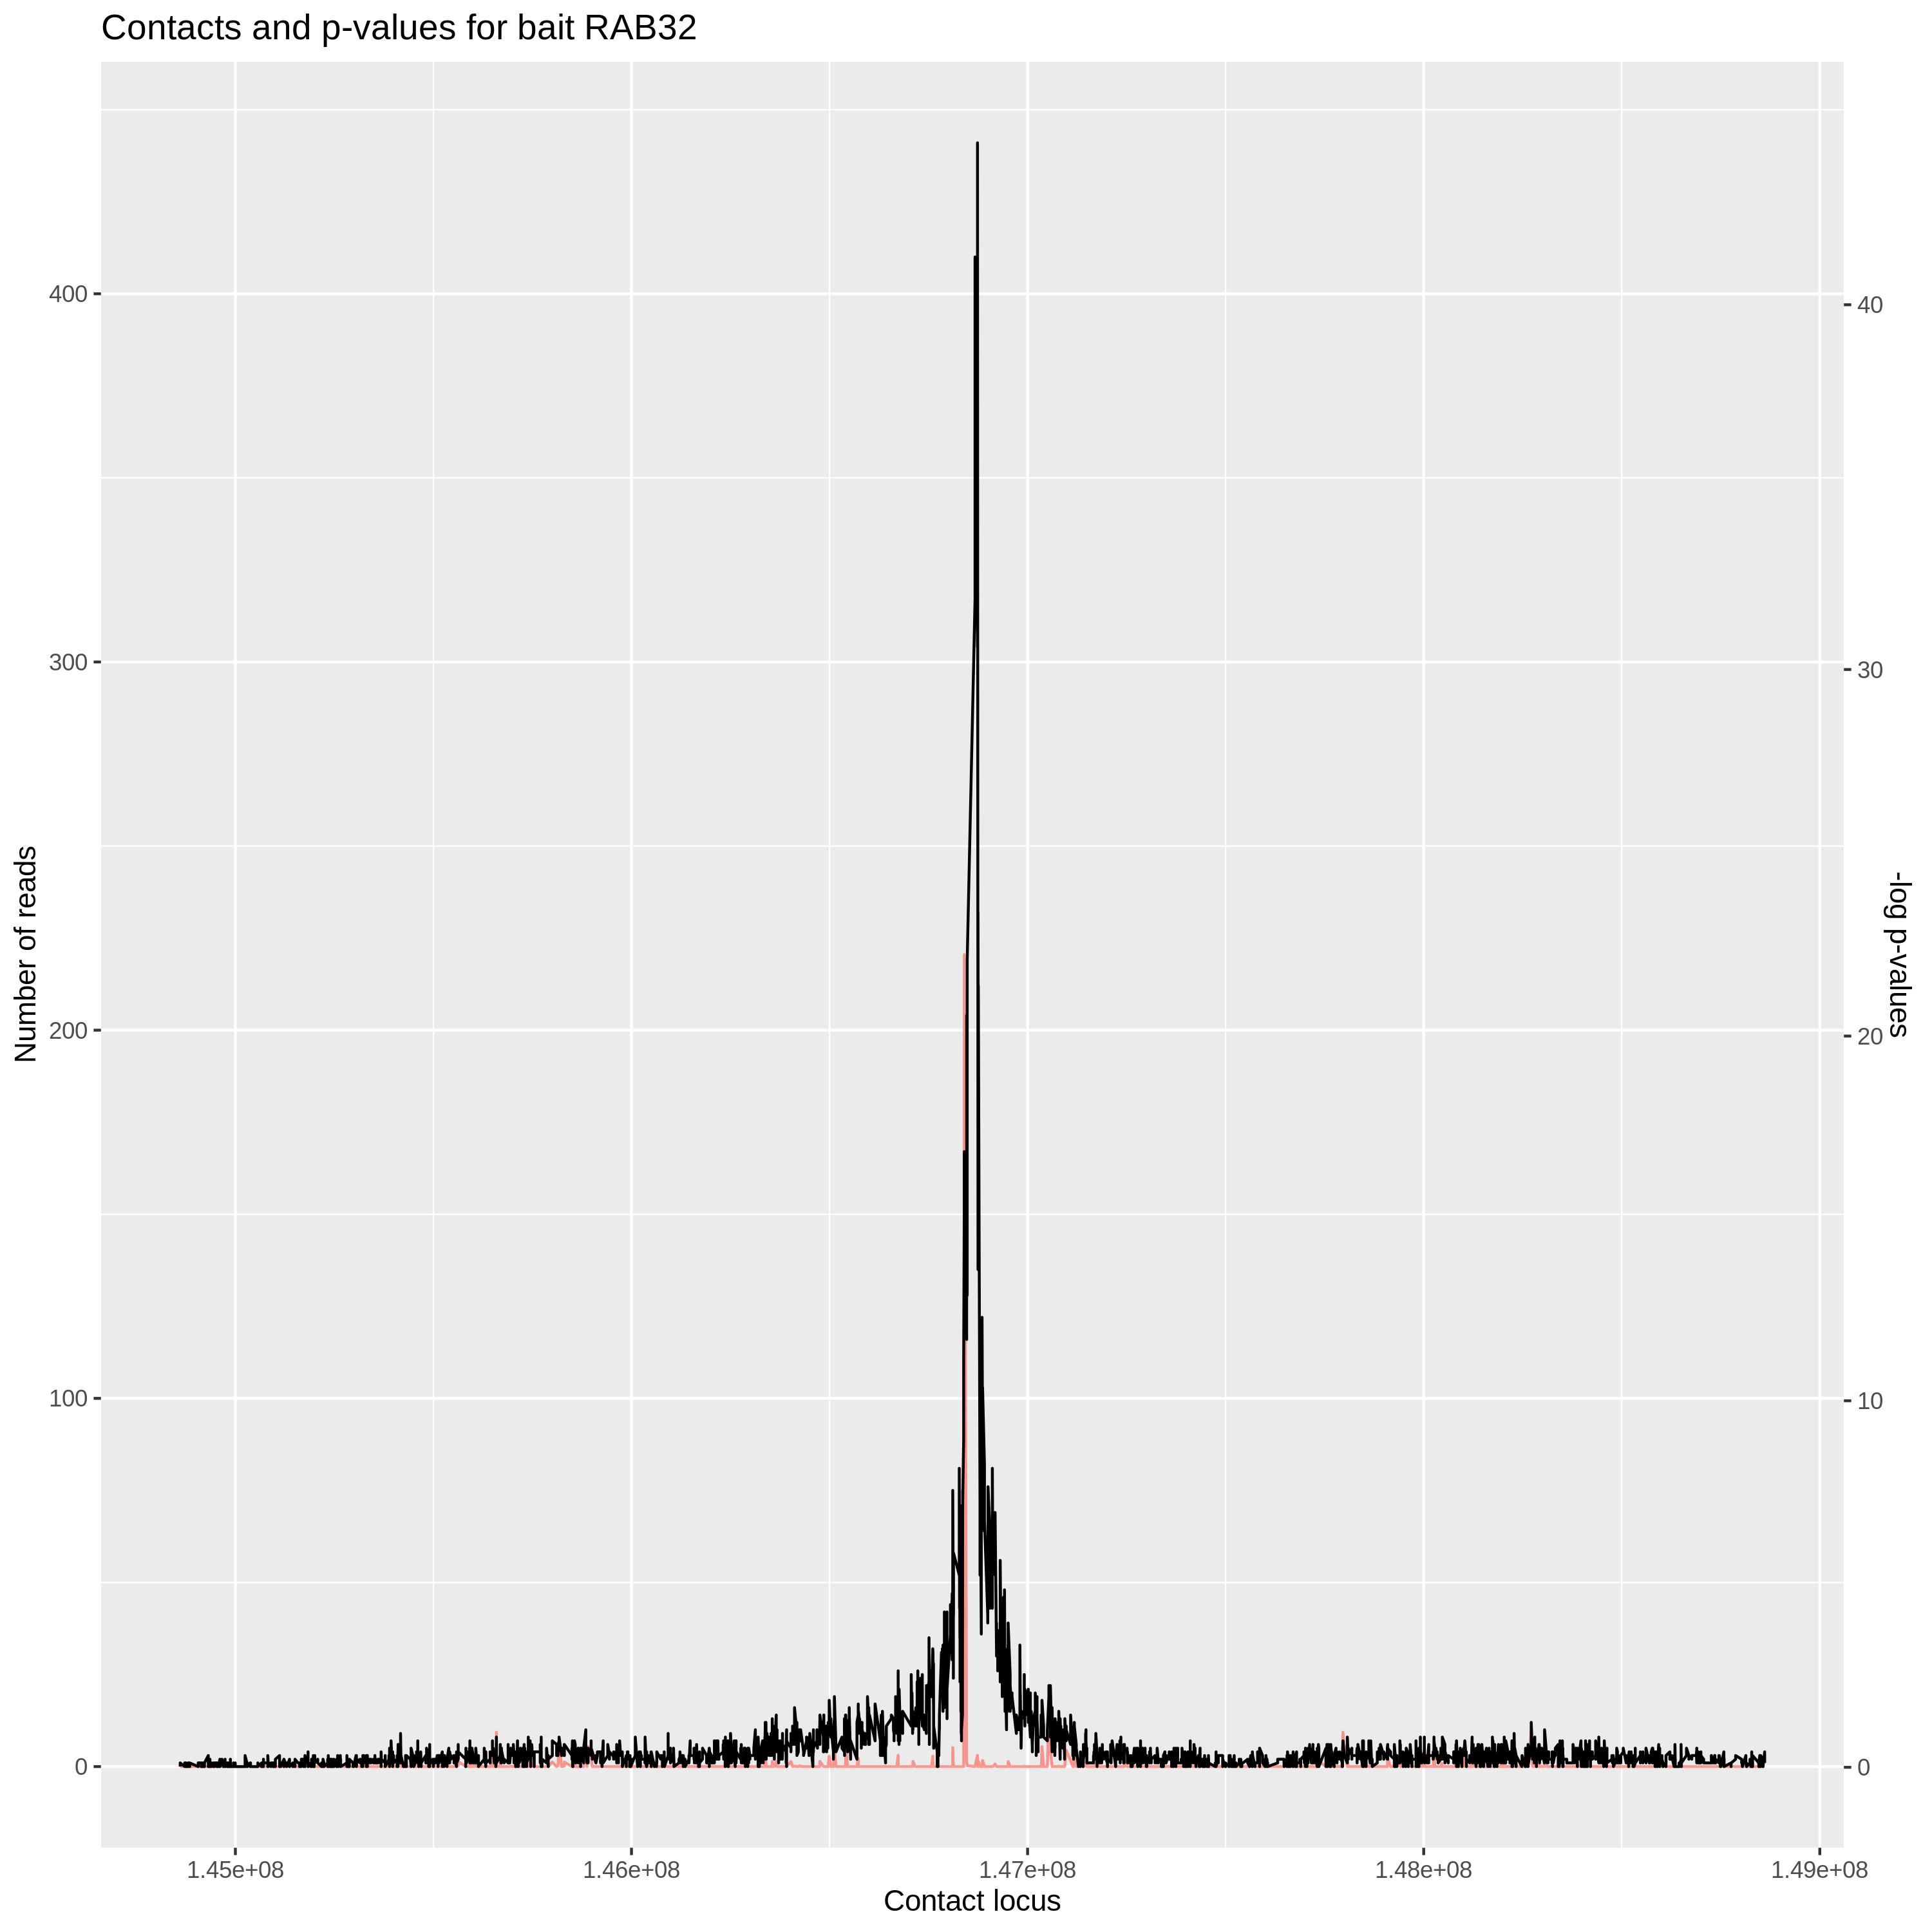 Contacts and p-values for bait RAB32
400
300
200
100
0
Number of reads
40
30
20
10
0
-log p-values
1.45e+08
1.46e+08
1.47e+08
1.48e+08
1.49e+08
Contact locus